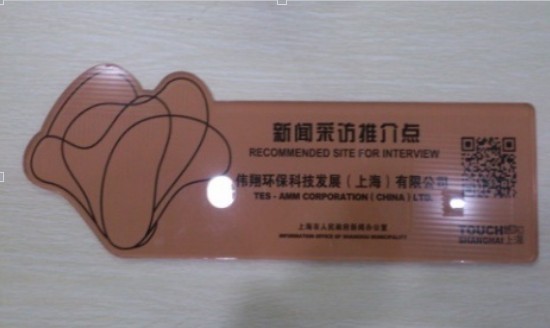 新闻采访推介点
RECOMMENDED SITE FOR INTERVIEW
伟翔环保科技发展（上海）有限公司
TES - AMM CORPORATION (CHINA) LTD.
上海市人民政府新闻办公室
INFORMATION OFFICE OF SHANGHAI MUNICIPALITY
TOUCH
SHANGHAI 上海